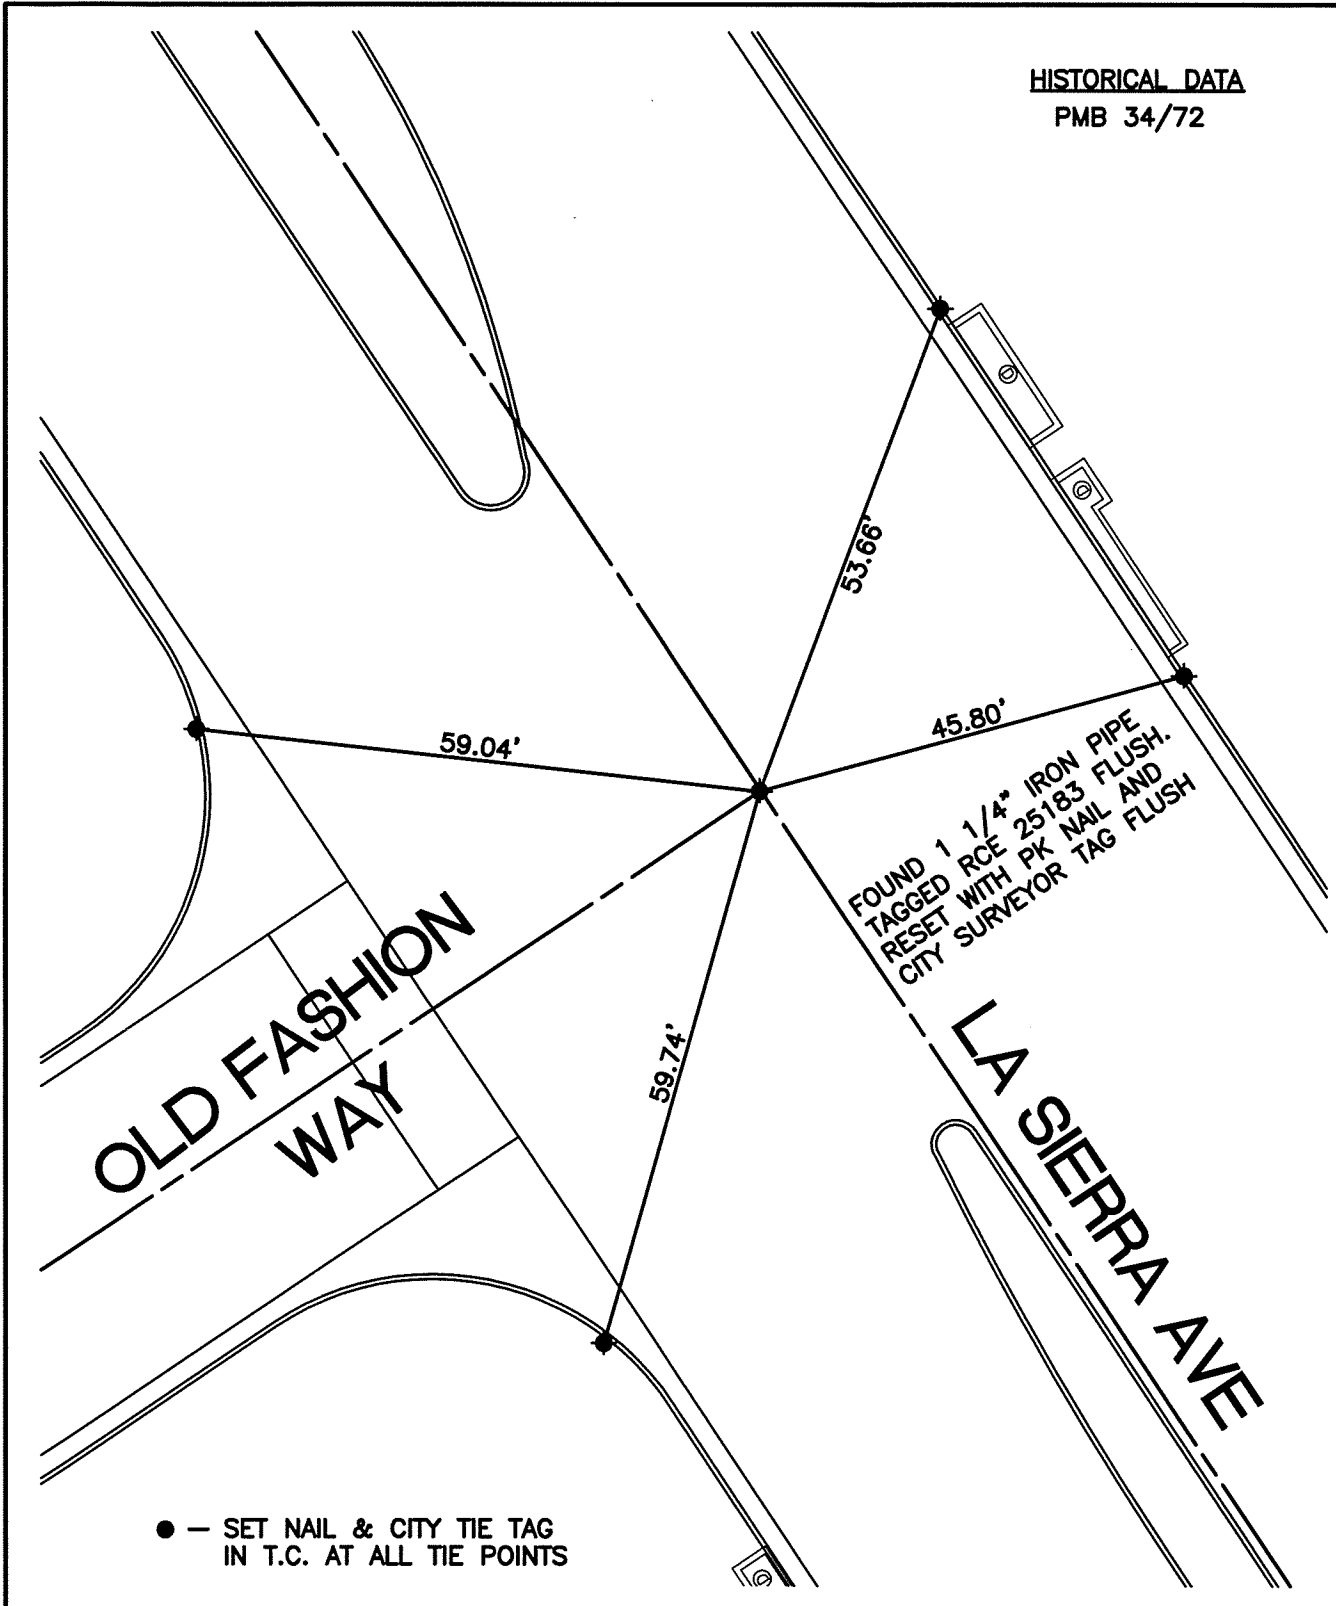 HISTORICAL DATA
PMB 34/72
53.66'
45.80'
59.04'
FOUND 1 1/4" IRON PIPE
TAGGED RCE 25183 FLUSH.
RESET WITH PK NAIL AND
CITY SURVEYOR TAG FLUSH
OLD FASHION
WAY
59.74'
LA SIERRA AVE
D
D
D
● — SET NAIL & CITY TIE TAG
IN T.C. AT ALL TIE POINTS